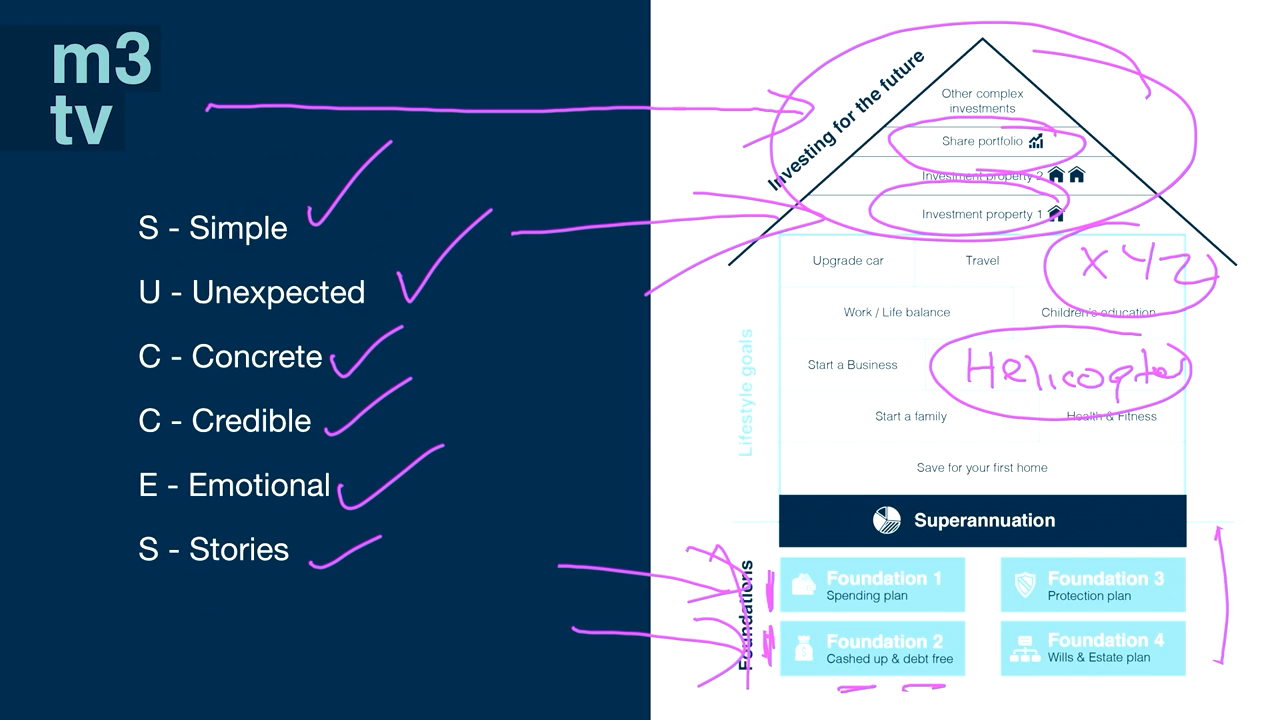 m3
tv
S - Simple
U - Unexpected
C - Concrete
C - Credible
E - Emotional
S - Stories
Investing for the future
Other complex
investments
Share portfolio
Investment property 2
Investment property 1
Upgrade car
Travel
X Y Z
Work / Life balance
Children's education
Lifestyle goals
Start a Business
Helicopter
Start a family
Health & Fitness
Save for your first home
Superannuation
Foundations
Foundation 1
Spending plan
Foundation 3
Protection plan
Foundation 2
Cashed up & debt free
Foundation 4
Wills & Estate plan